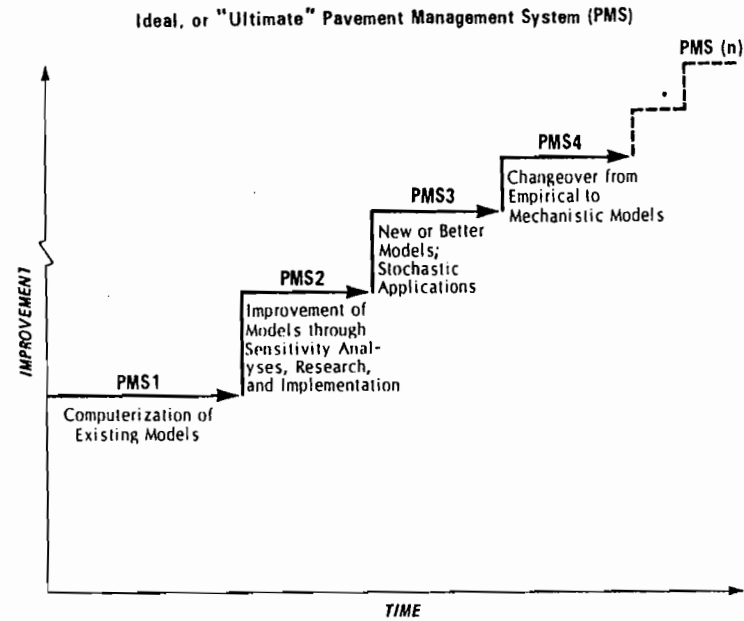 Ideal, or "Ultimate" Pavement Management System (PMS)
PMS (n)
PMS4
Changeover from
Empirical to
Mechanistic Models
PMS3
New or Better
Models;
Stochastic
Applications
PMS2
Improvement of
Models through
Sensitivity Anal-
yses, Research,
and Implementation
PMS1
Computerization of
Existing Models
IMPROVEMENT
TIME